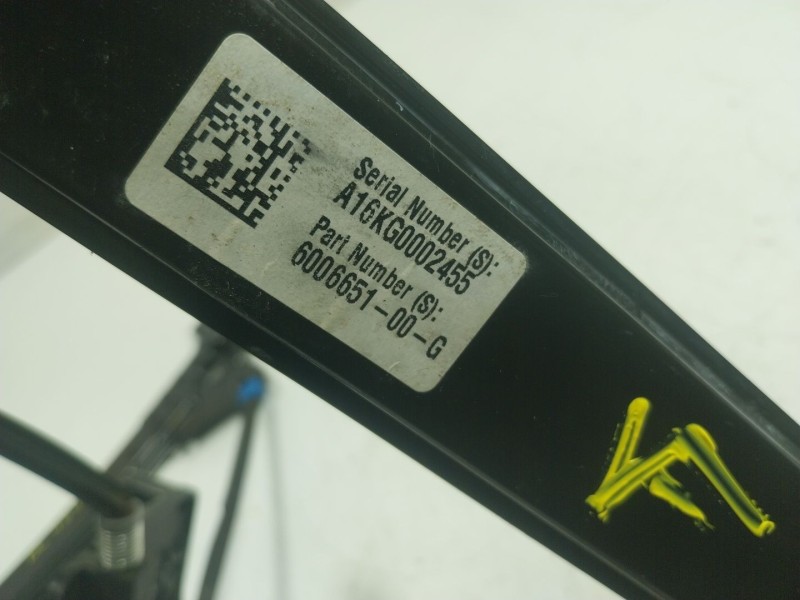 Serial Number (S):
A16KG0002455
Part Number (S):
6006651-00-G